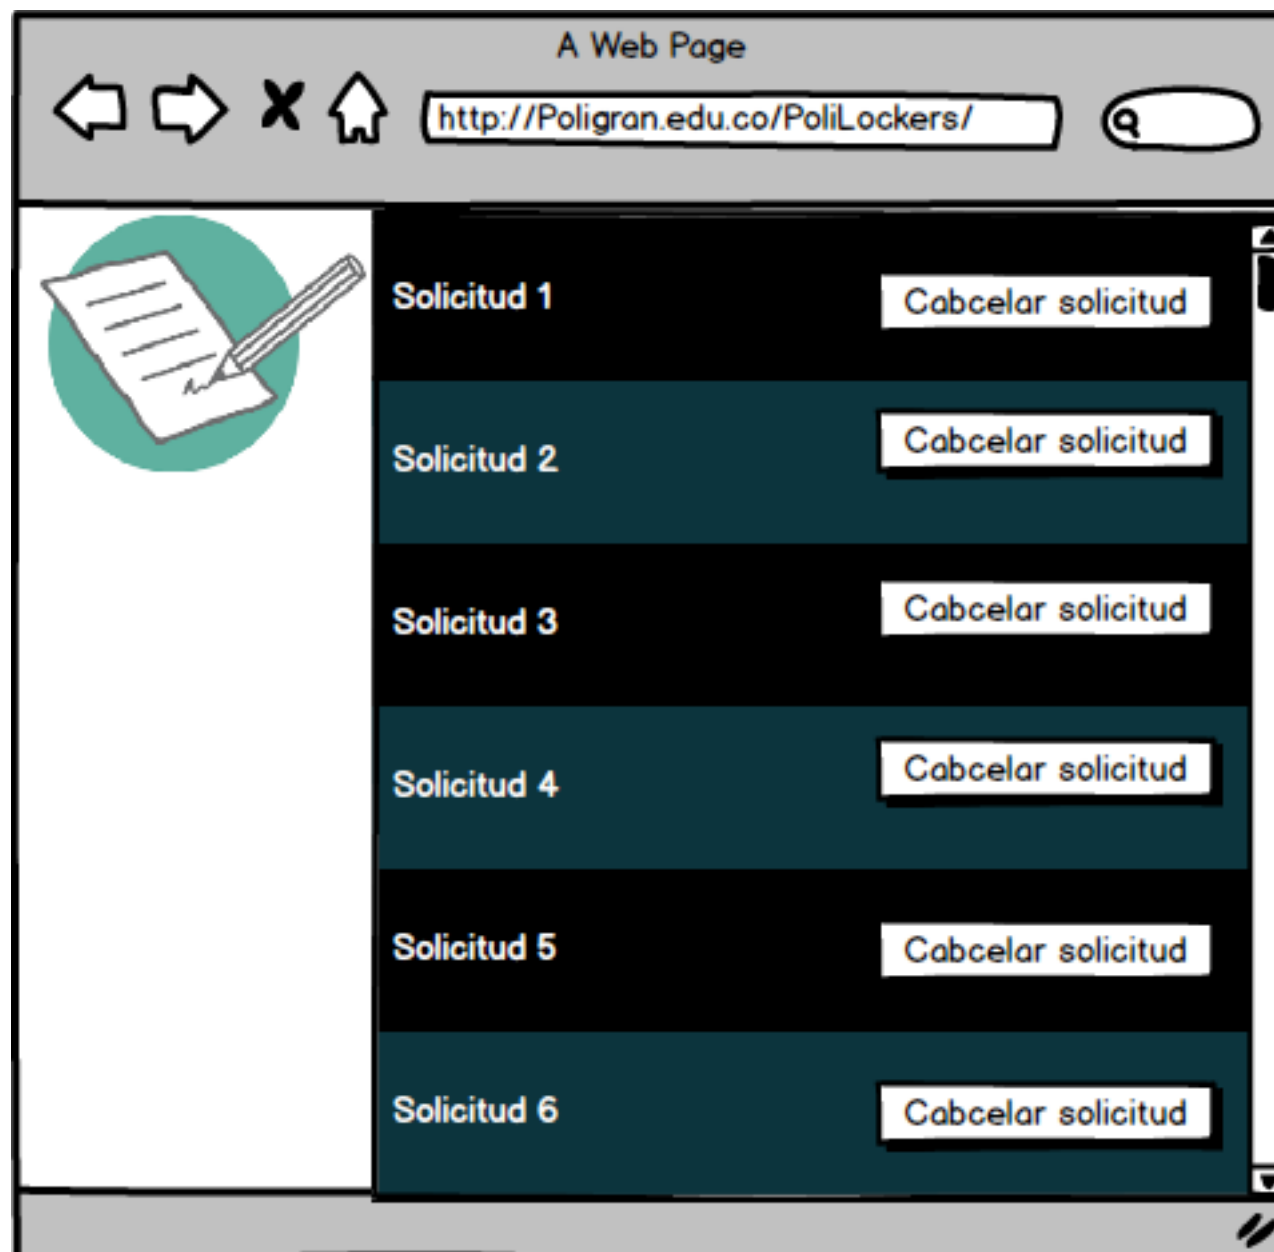 A Web Page
http://Poligran.edu.co/PoliLockers/
Solicitud 1
Cabcelar solicitud
Solicitud 2
Cabcelar solicitud
Solicitud 3
Cabcelar solicitud
Solicitud 4
Cabcelar solicitud
Solicitud 5
Cabcelar solicitud
Solicitud 6
Cabcelar solicitud